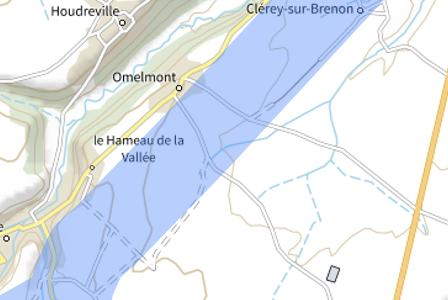 Houdreville
Clérey-sur-Brenon
Omelmont
le Hameau de la
Vallée
e